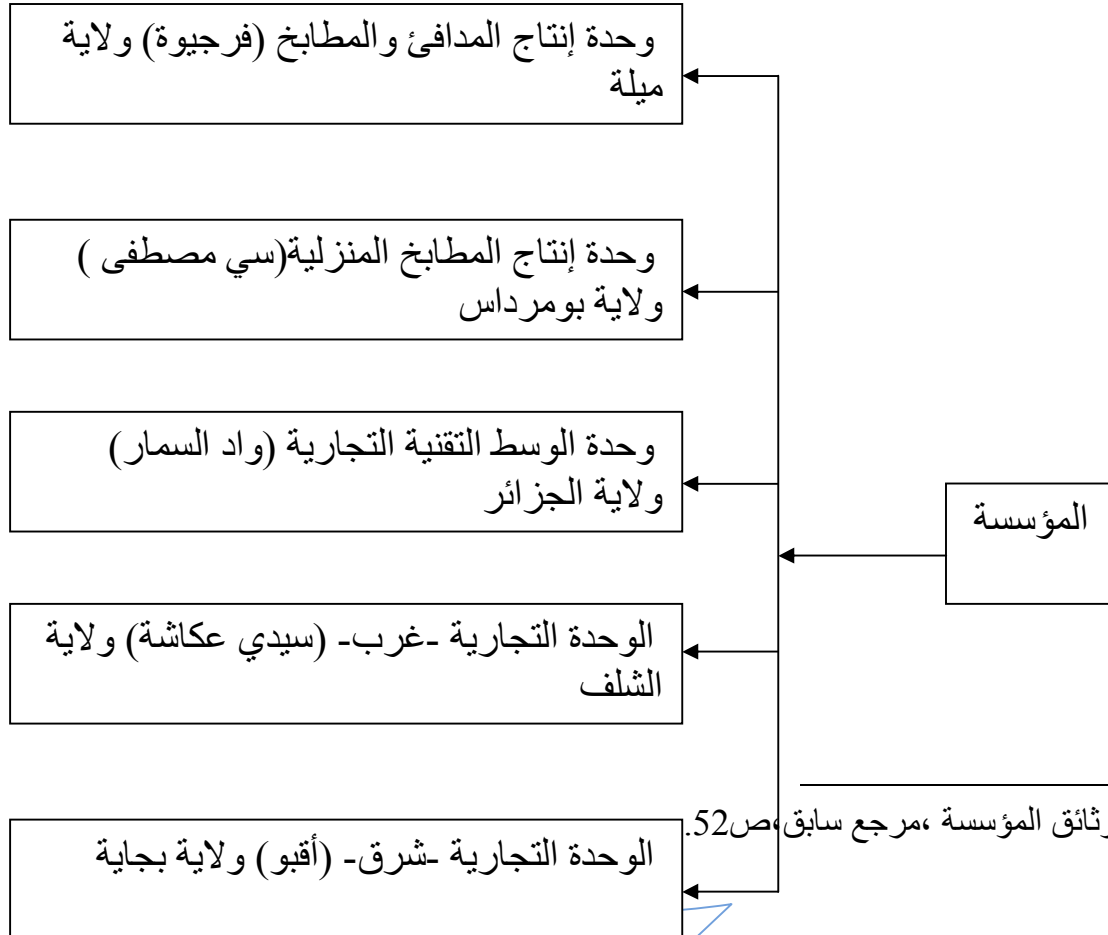 وحدة إنتاج المدافئ والمطابخ (فرجيوة) ولاية
ميلة
وحدة إنتاج المطابخ المنزلية(سي مصطفى )
ولاية بومرداس
وحدة الوسط التقنية التجارية (واد السمار)
ولاية الجزائر
المؤسسة
الوحدة التجارية -غرب- (سيدي عكاشة) ولاية
الشلف
وثائق المؤسسة ،مرجع سابق،ص52.
الوحدة التجارية -شرق- (أقبو) ولاية بجاية